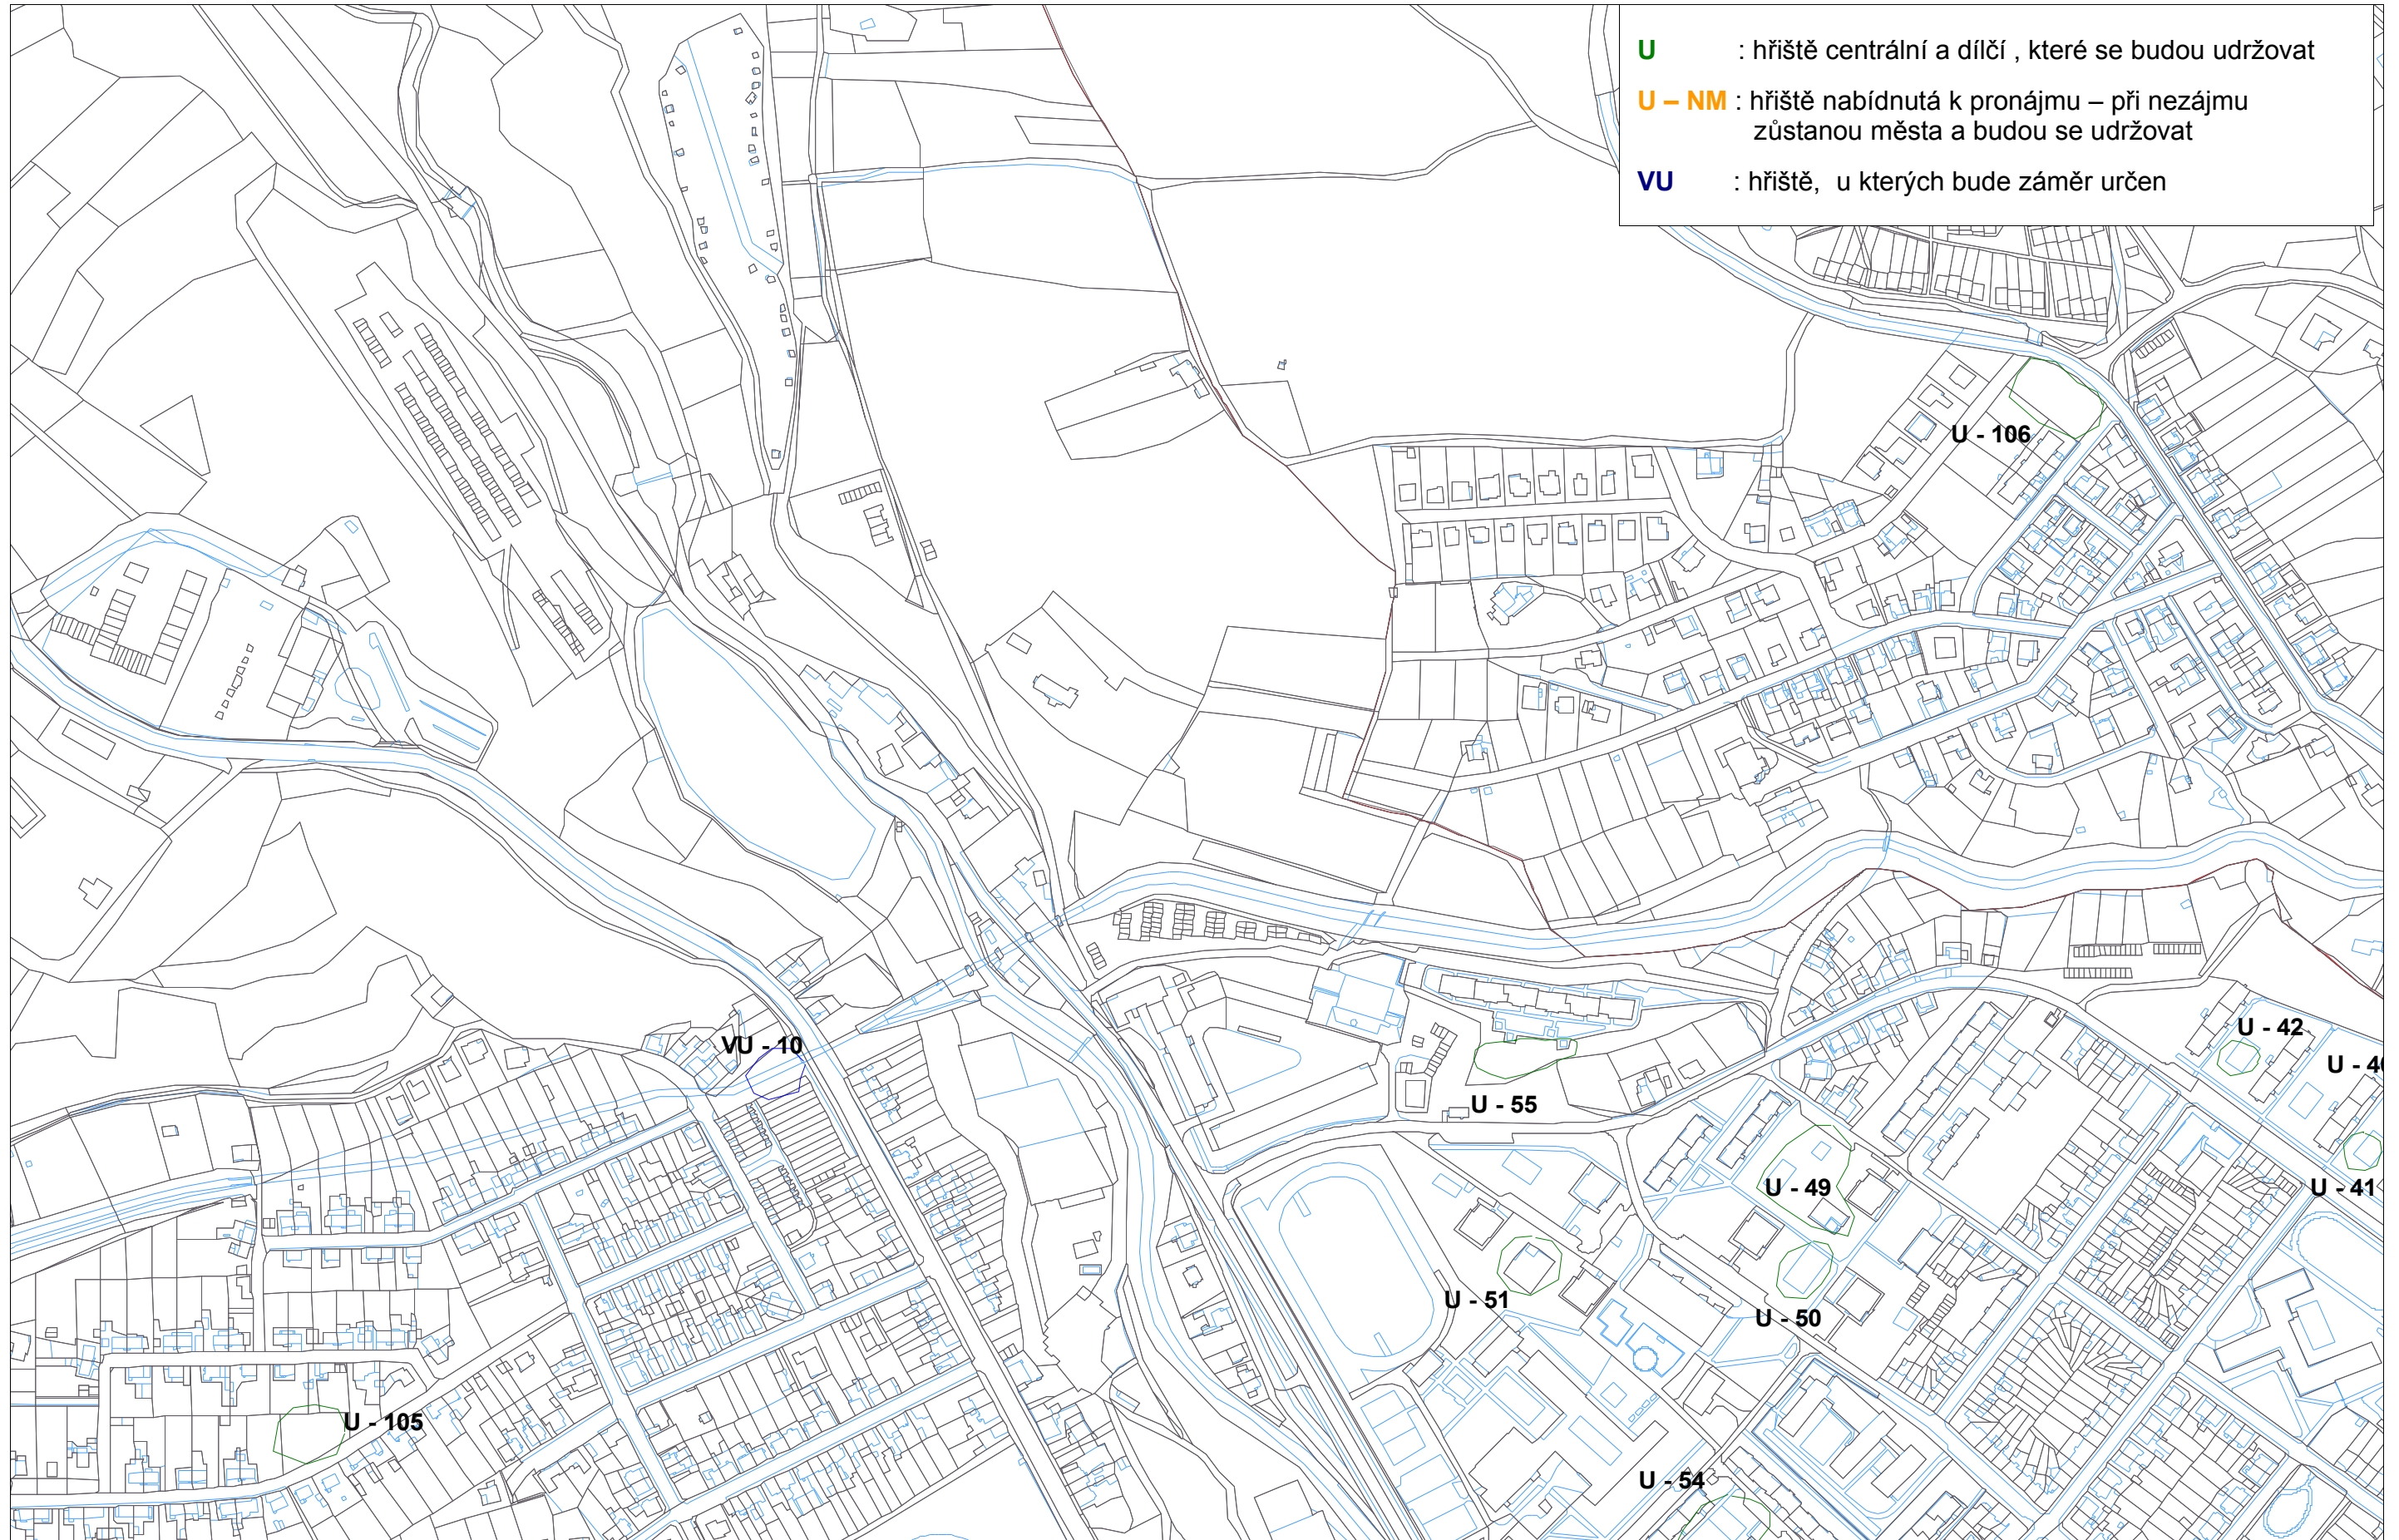 U : hřiště centrální a dílčí , které se budou udržovat
U – NM : hřiště nabídnutá k pronájmu – při nezájmu
zůstanou města a budou se udržovat
VU : hřiště, u kterých bude záměr určen
U - 106
U - 42
VU - 10
U - 55
U - 49
U - 41
U - 51
U - 50
U - 105
U - 54